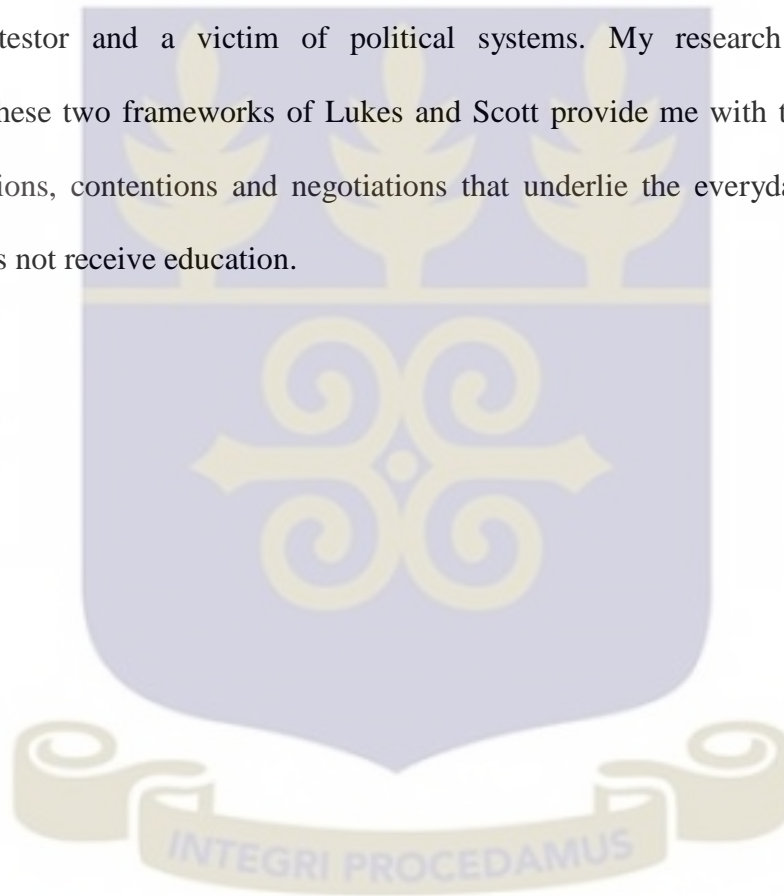 testor and a victim of political systems. My research
hese two frameworks of Lukes and Scott provide me with t
ions, contentions and negotiations that underlie the everyda
s not receive education.
INTEGRI PROCEDAMUS